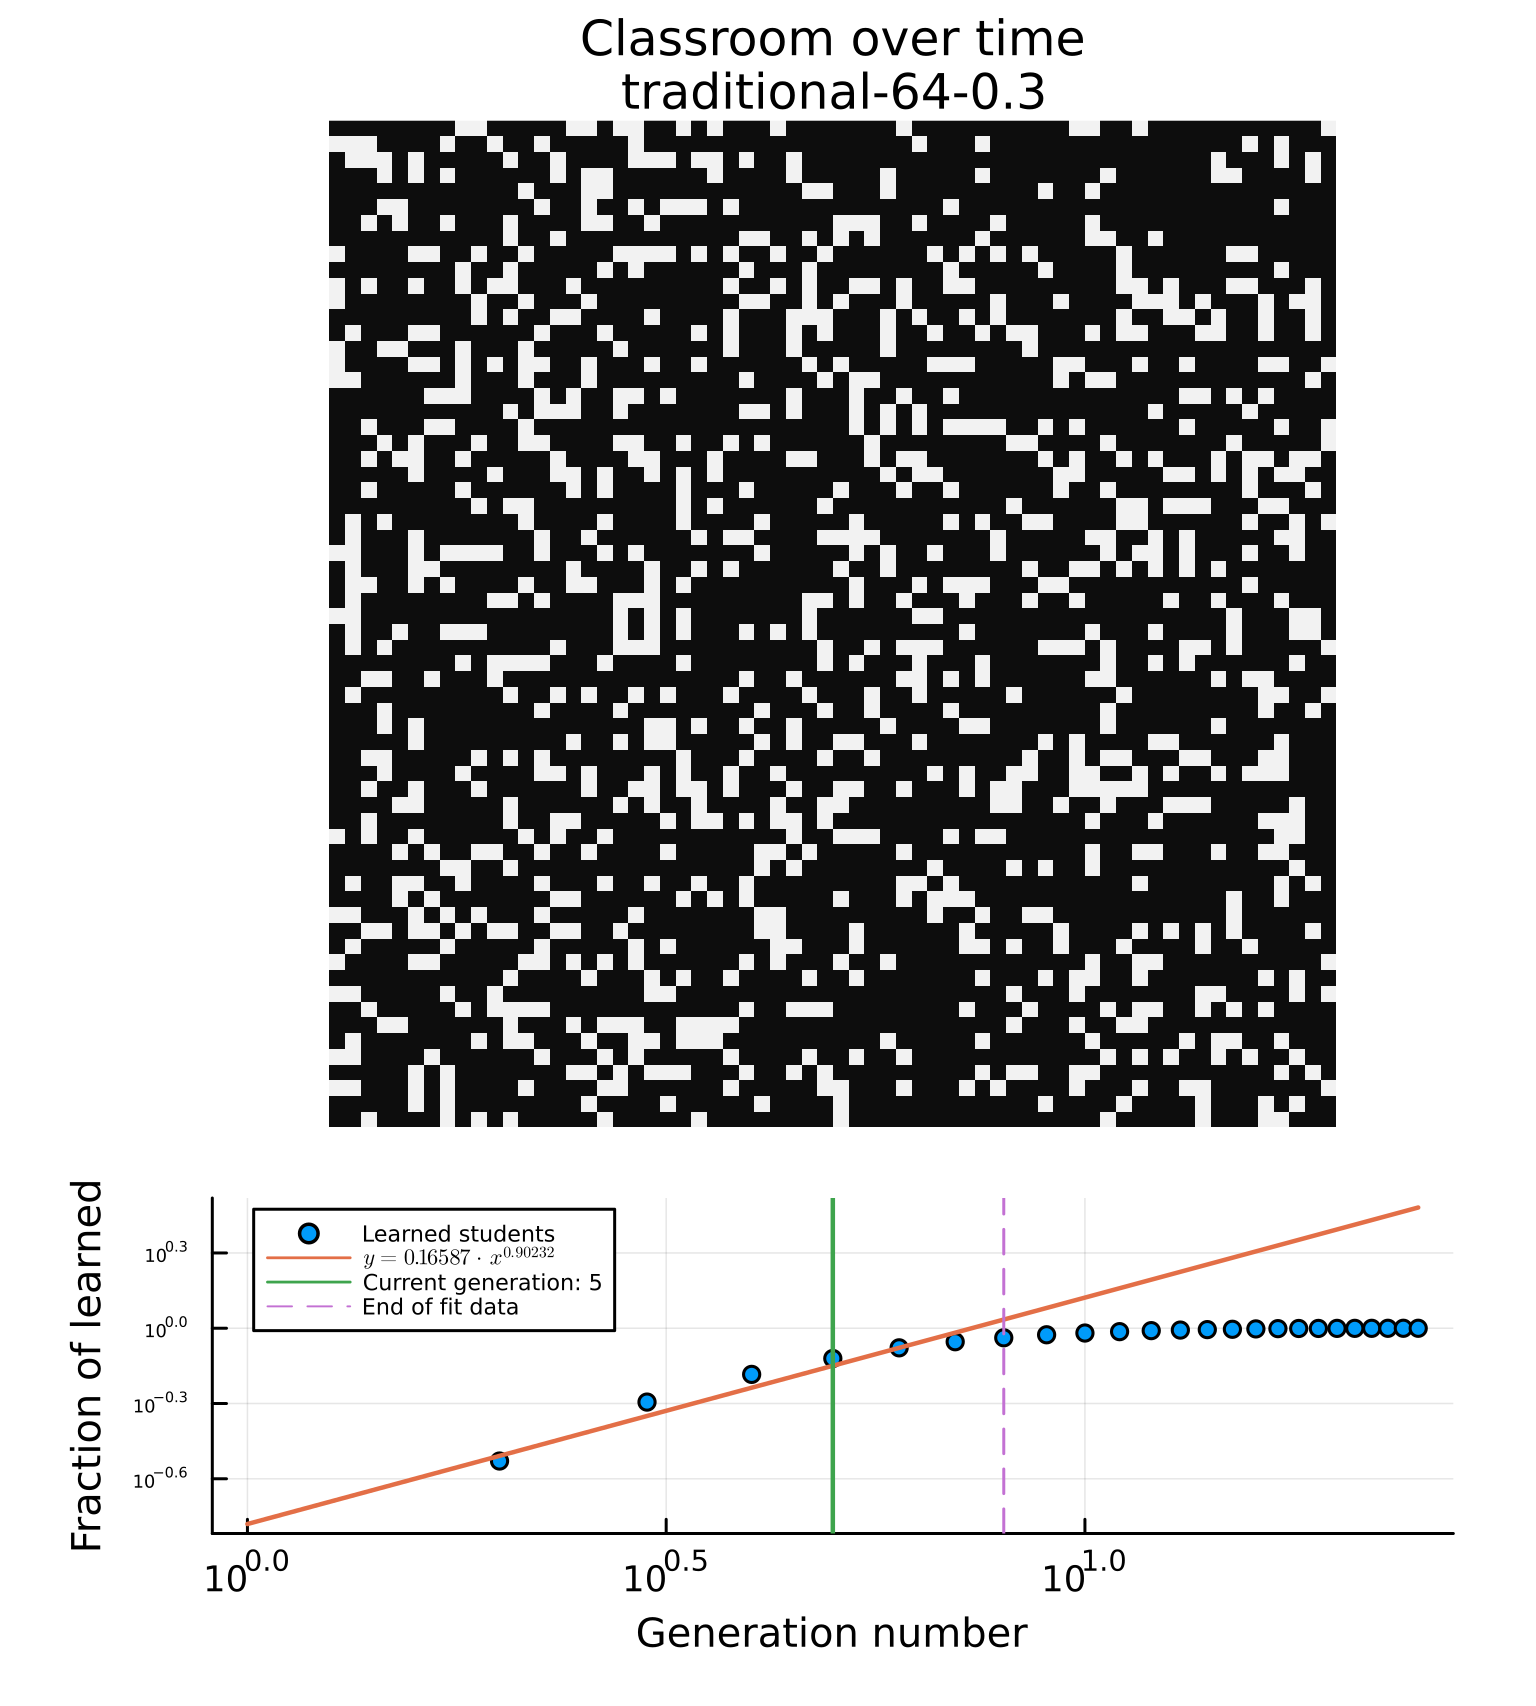 Classroom over time
traditional-64-0.3
Fraction of learned
10^0.3
10^0.0
10^−0.3
10^−0.6
Learned students
y = 0.16587 · x^0.90232
Current generation: 5
End of fit data
10^0.0 10^0.5 10^1.0
Generation number